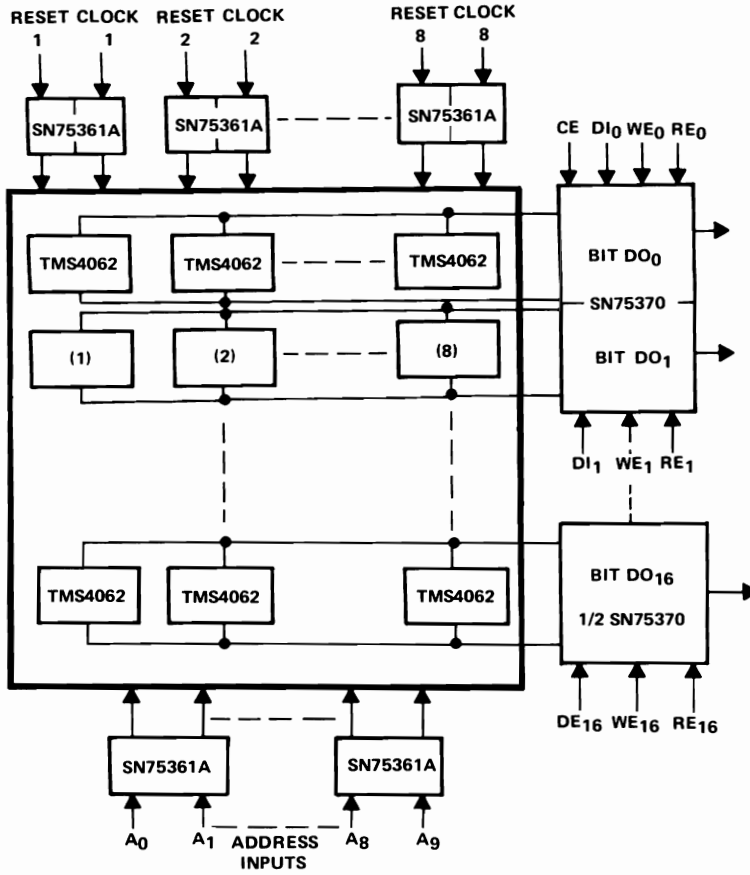 RESET CLOCK
1 1
RESET CLOCK
2 2
RESET CLOCK
8 8
SN75361A
SN75361A
SN75361A
CE DI0 WE0 RE0
TMS4062
TMS4062
TMS4062
BIT DO0
SN75370
(1)
(2)
(8)
BIT DO1
DI1 WE1 RE1
TMS4062
TMS4062
TMS4062
BIT DO16
1/2 SN75370
DE16 WE16 RE16
SN75361A
SN75361A
A0 A1 ADDRESS INPUTS A8 A9